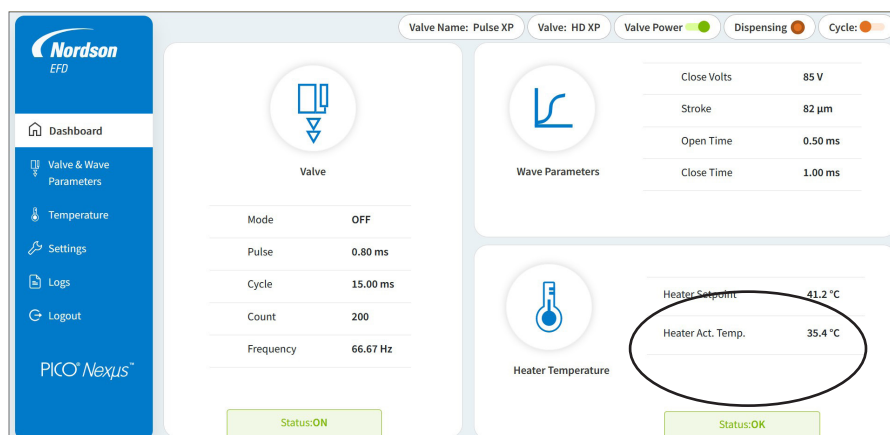 Nordson
EFD
Valve Name: Pulse XP Valve: HD XP Valve Power Dispensing Cycle:
Dashboard
Valve & Wave
Parameters
Temperature
Settings
Logs
Logout
PICO® Nexμs™
Valve
Mode OFF
Pulse 0.80 ms
Cycle 15.00 ms
Count 200
Frequency 66.67 Hz
Status:ON
Wave Parameters
Close Volts 85 V
Stroke 82 μm
Open Time 0.50 ms
Close Time 1.00 ms
Heater Temperature
Heater Setpoint 41.2 °C
Heater Act. Temp. 35.4 °C
Status:OK